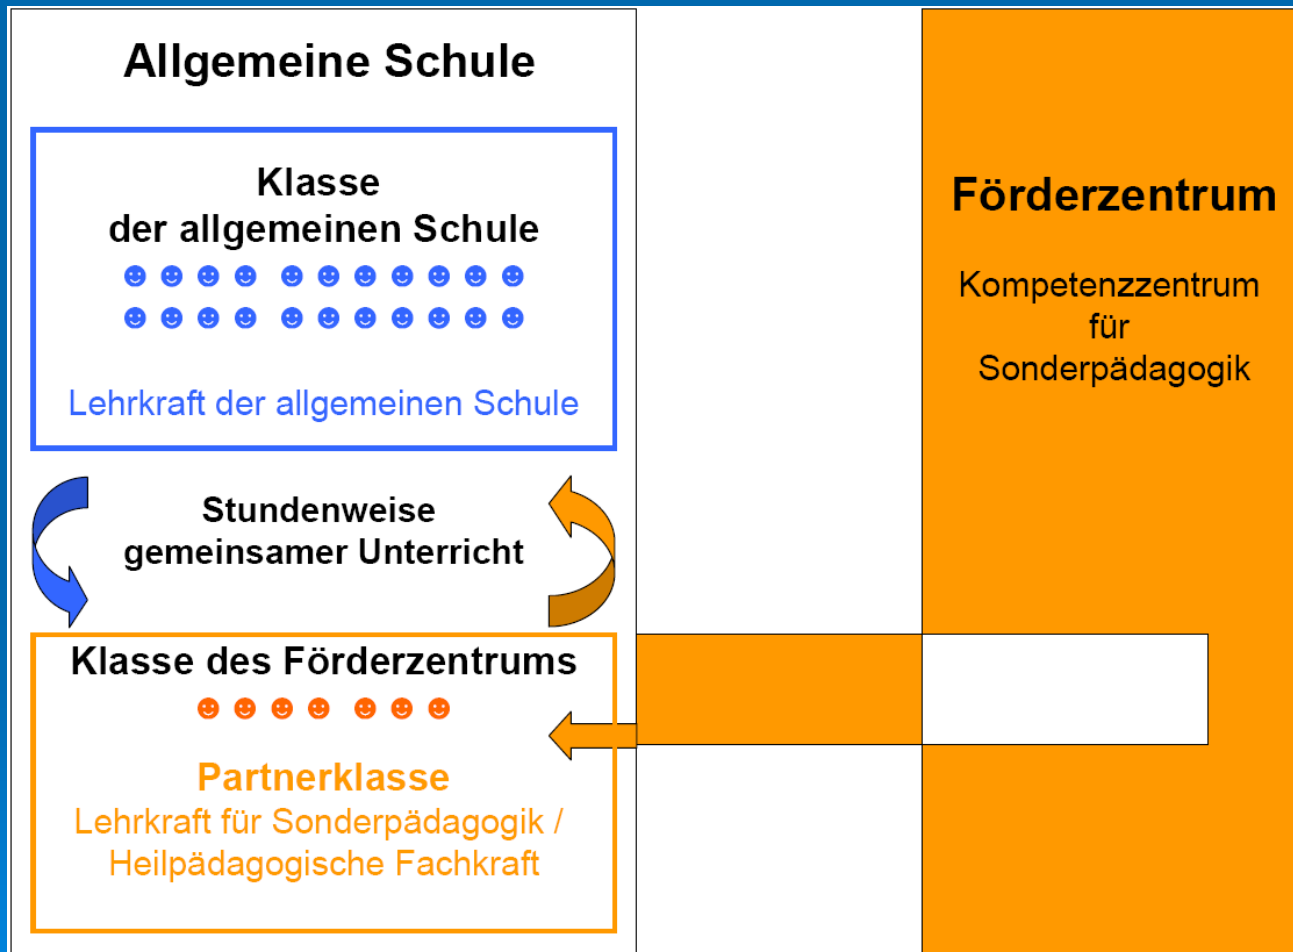 Allgemeine Schule
Klasse
der allgemeinen Schule
Lehrkraft der allgemeinen Schule
Stundenweise
gemeinsamer Unterricht
Klasse des Förderzentrums
Partnerklasse
Lehrkraft für Sonderpädagogik /
Heilpädagogische Fachkraft
Förderzentrum
Kompetenzzentrum
für
Sonderpädagogik